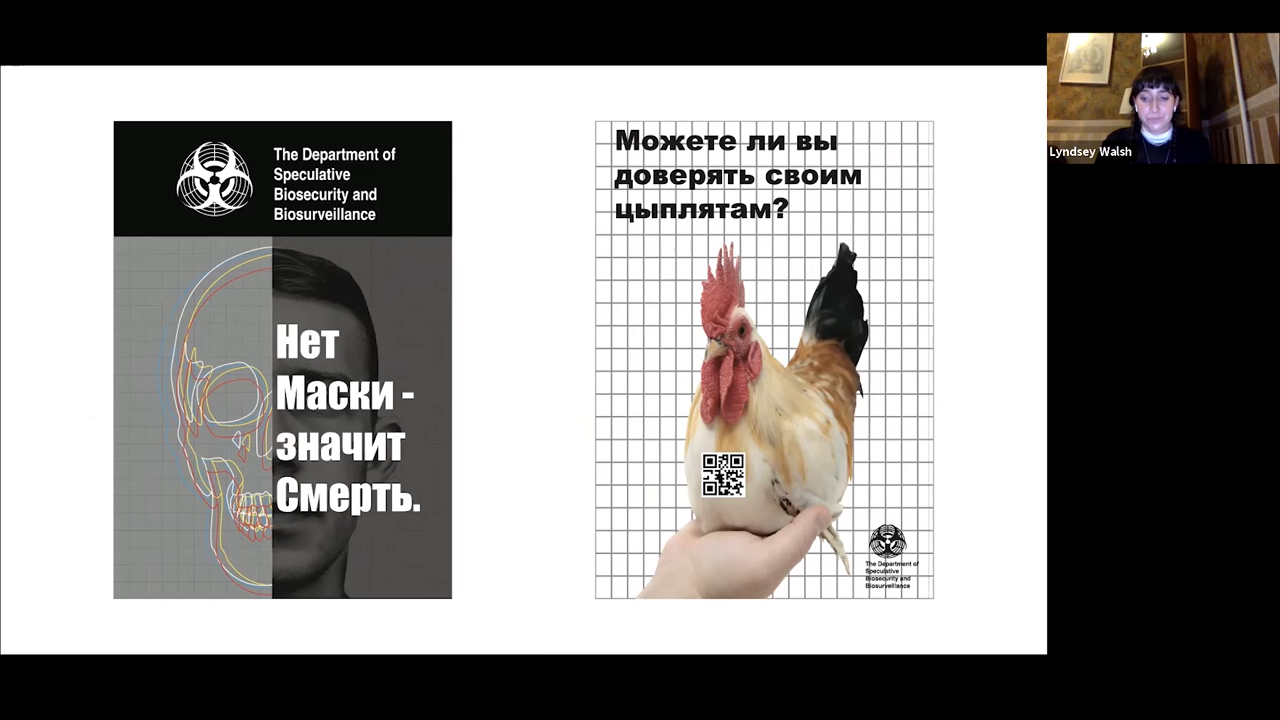 The Department of
Speculative
Biosecurity and
Biosurveillance
Нет
Маски -
значит
Смерть.
Можете ли вы
доверять своим
цыплятам?
The Department of
Speculative
Biosecurity and
Biosurveillance
Lyndsey Walsh